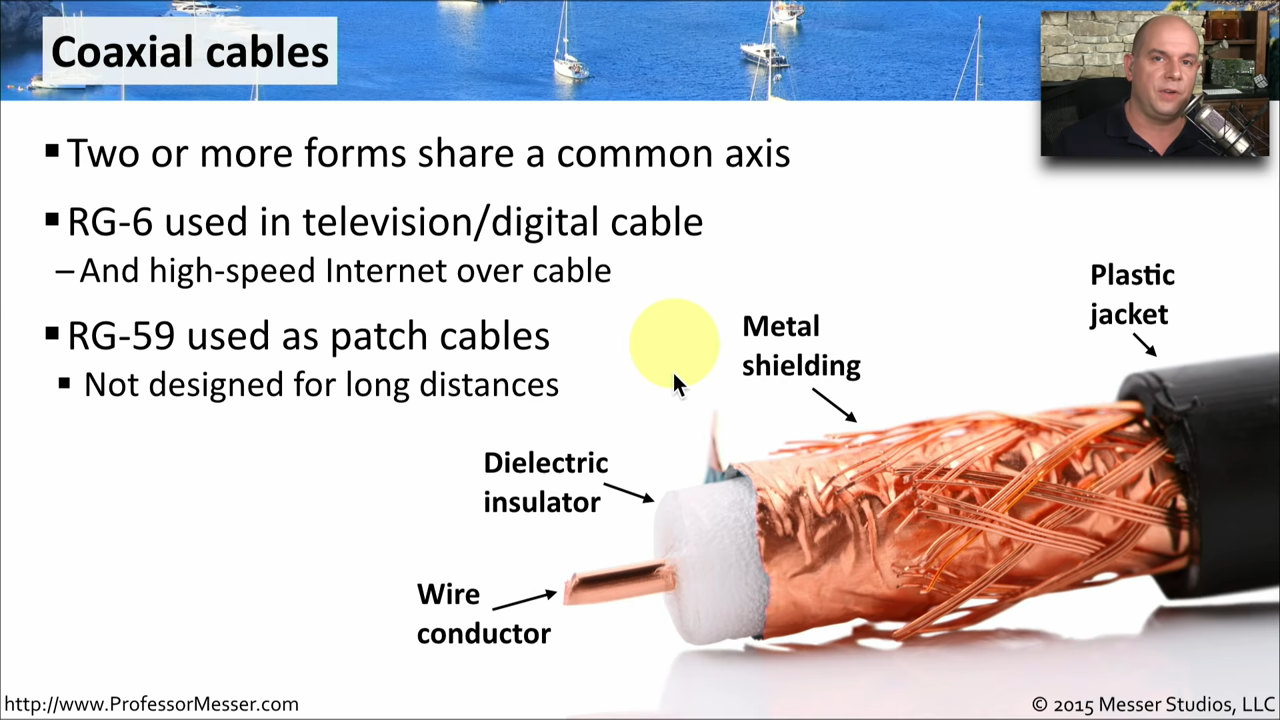 Coaxial cables
▪ Two or more forms share a common axis
▪ RG-6 used in television/digital cable
– And high-speed Internet over cable
▪ RG-59 used as patch cables
▪ Not designed for long distances
Plastic
jacket
Metal
shielding
Dielectric
insulator
Wire
conductor
http://www.ProfessorMesser.com
© 2015 Messer Studios, LLC